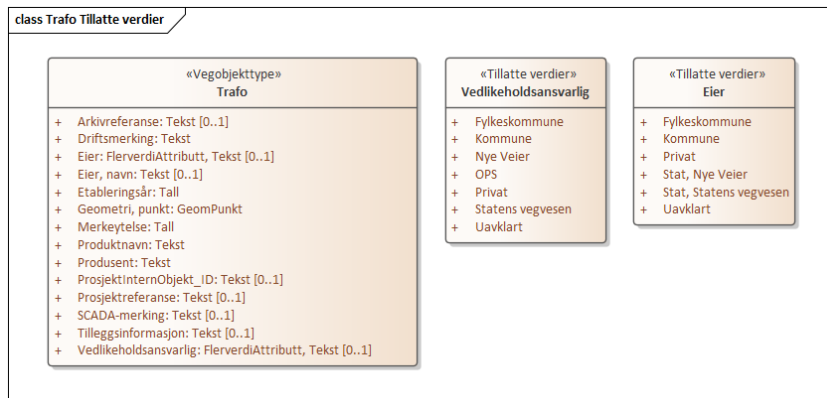 class Trafo Tillatte verdier
«Vegobjekttype»
Trafo
+ Arkivreferanse: Tekst [0..1]
+ Driftsmerking: Tekst
+ Eier: FlerverdiAttributt, Tekst [0..1]
+ Eier, navn: Tekst [0..1]
+ Etableringsår: Tall
+ Geometri, punkt: GeomPunkt
+ Merkeytelse: Tall
+ Produktnavn: Tekst
+ Produsent: Tekst
+ ProsjektInternObjekt_ID: Tekst [0..1]
+ Prosjektreferanse: Tekst [0..1]
+ SCADA-merking: Tekst [0..1]
+ Tilleggsinformasjon: Tekst [0..1]
+ Vedlikeholdsansvarlig: FlerverdiAttributt, Tekst [0..1]
«Tillatte verdier»
Vedlikeholdsansvarlig
+ Fylkeskommune
+ Kommune
+ Nye Veier
+ OPS
+ Privat
+ Statens vegvesen
+ Uavklart
«Tillatte verdier»
Eier
+ Fylkeskommune
+ Kommune
+ Privat
+ Stat, Nye Veier
+ Stat, Statens vegvesen
+ Uavklart